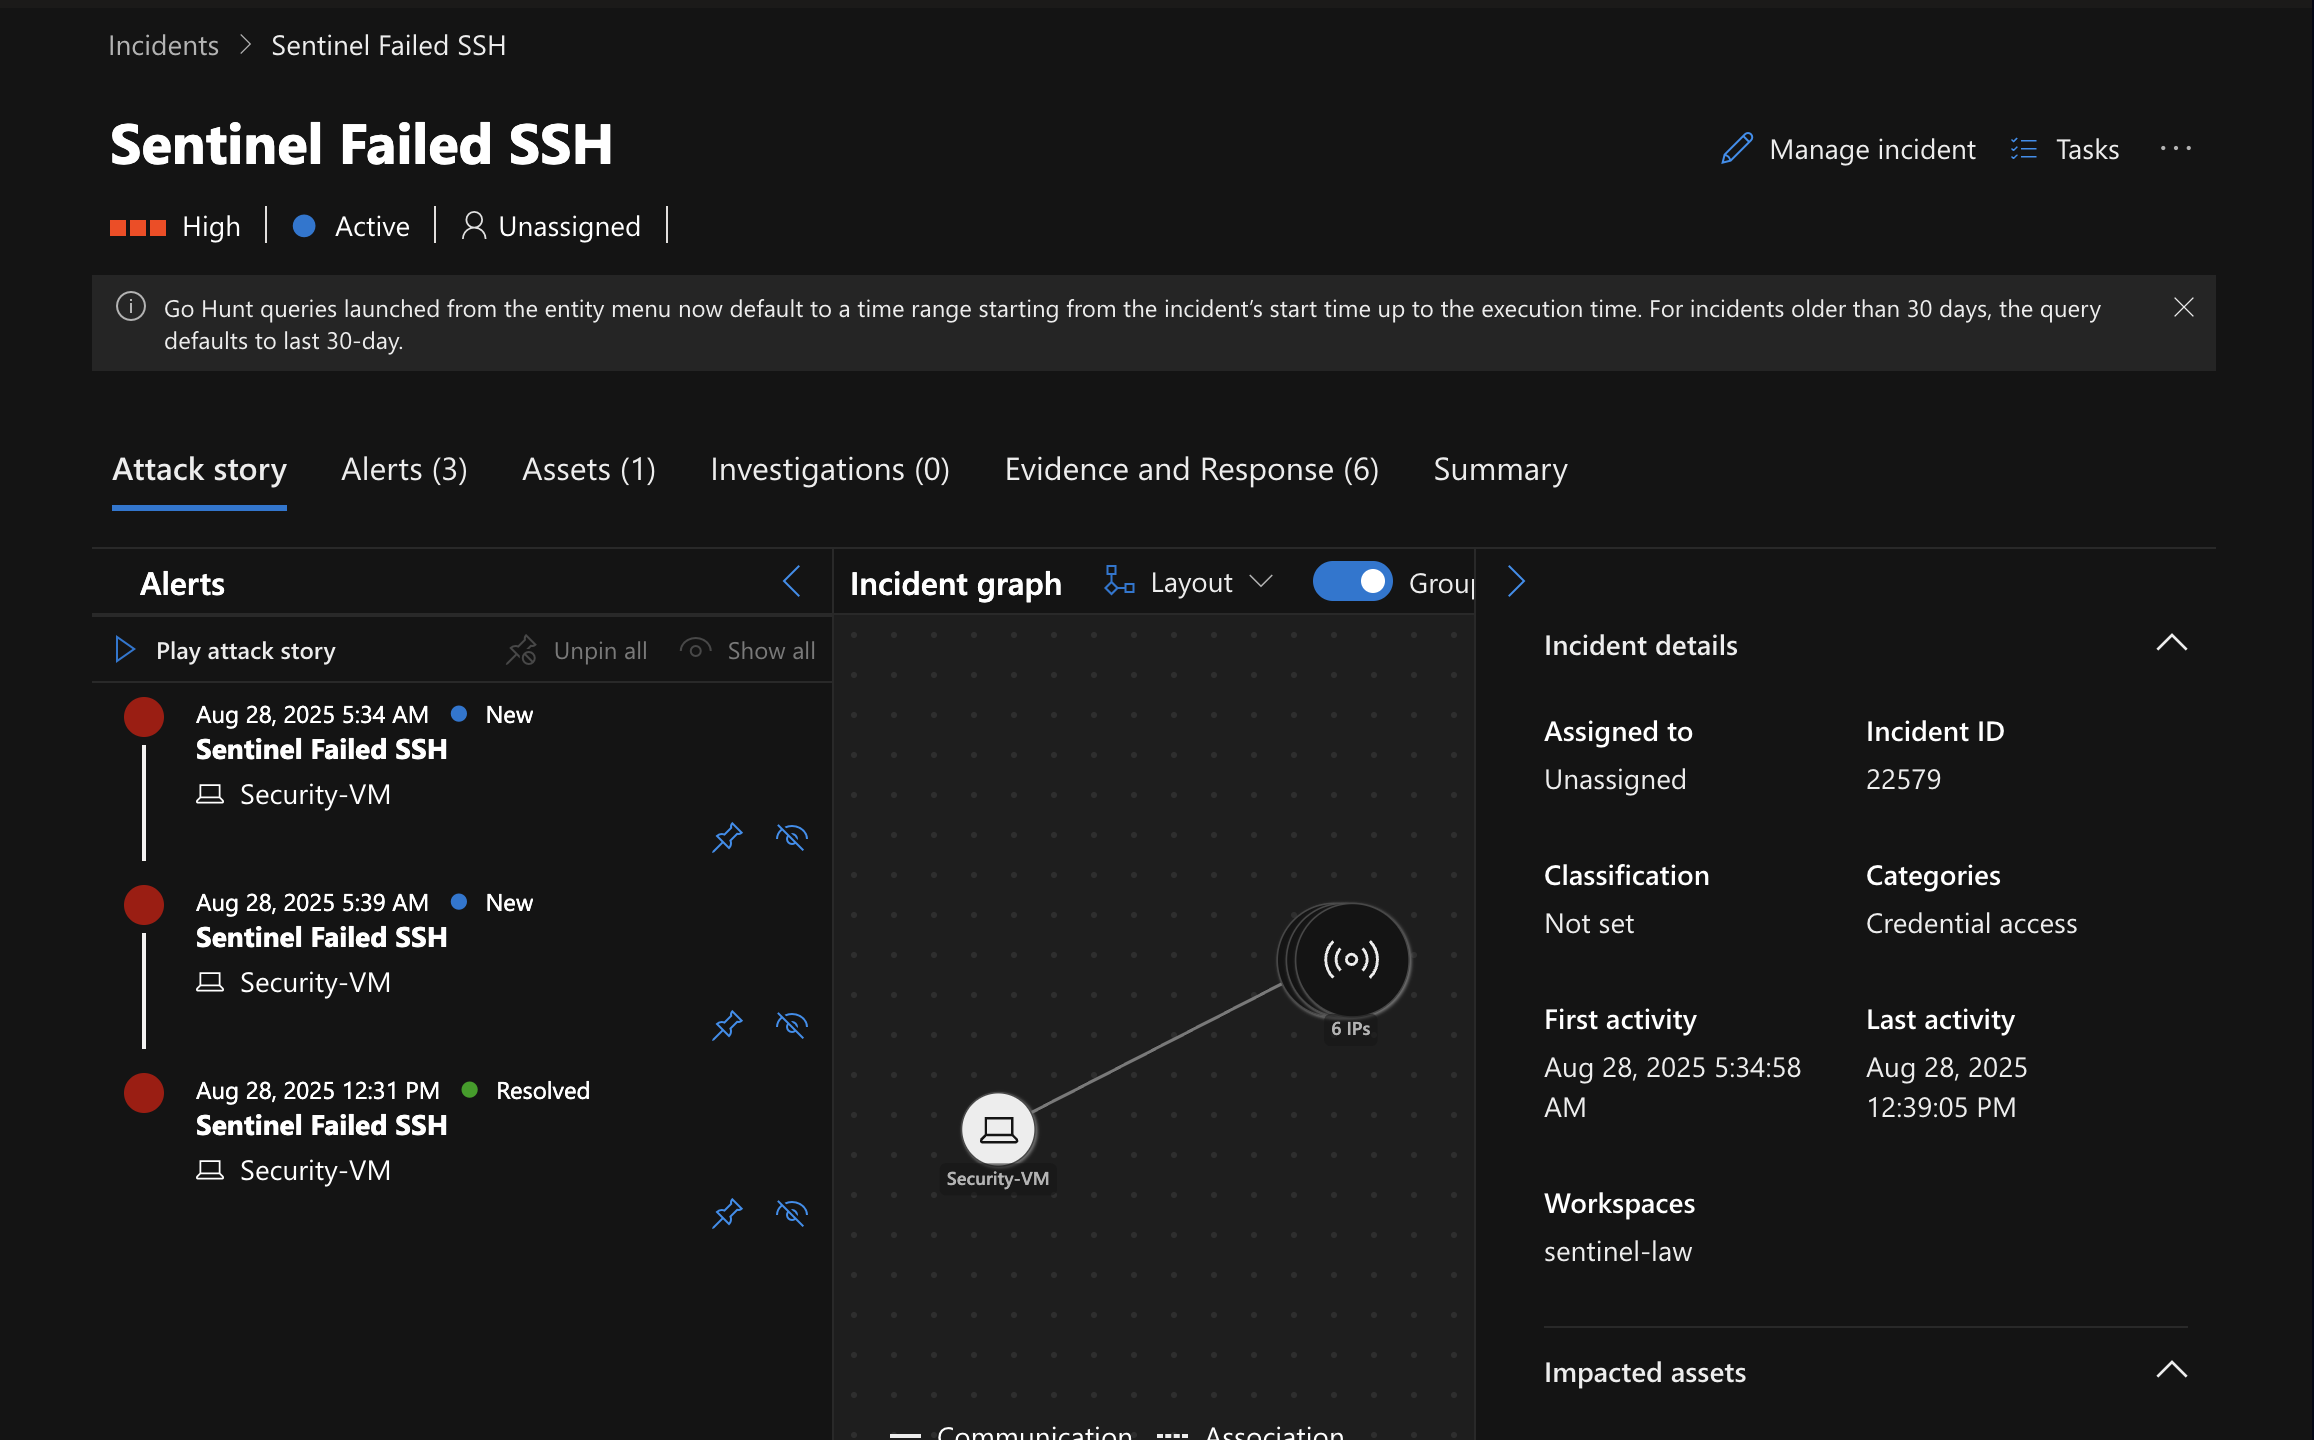 Incidents > Sentinel Failed SSH
Sentinel Failed SSH
Manage incident Tasks ...
High | Active | Unassigned |
Go Hunt queries launched from the entity menu now default to a time range starting from the incident's start time up to the execution time. For incidents older than 30 days, the query
defaults to last 30-day.
Attack story Alerts (3) Assets (1) Investigations (0) Evidence and Response (6) Summary
Alerts
Play attack story Unpin all Show all
Aug 28, 2025 5:34 AM New
Sentinel Failed SSH
Security-VM
Aug 28, 2025 5:39 AM New
Sentinel Failed SSH
Security-VM
Aug 28, 2025 12:31 PM Resolved
Sentinel Failed SSH
Security-VM
Incident graph Layout Group
6 IPs
Security-VM
Communication Association
Incident details
Assigned to
Unassigned
Incident ID
22579
Classification
Not set
Categories
Credential access
First activity
Aug 28, 2025 5:34:58
AM
Last activity
Aug 28, 2025
12:39:05 PM
Workspaces
sentinel-law
Impacted assets